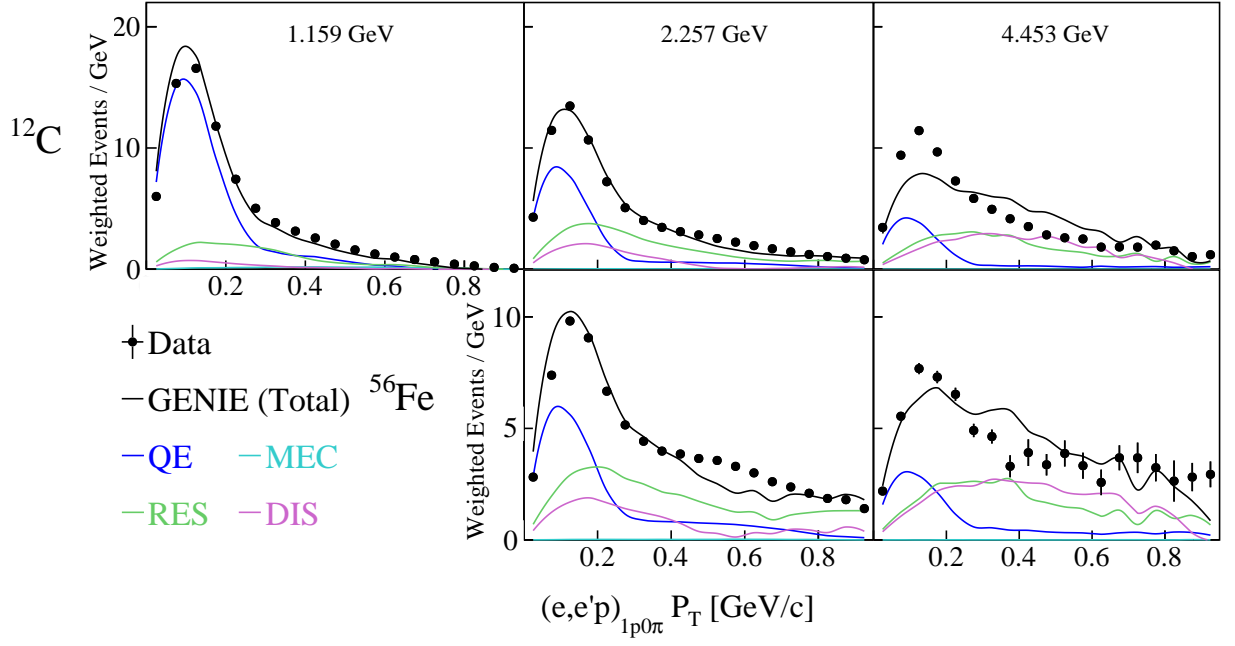 1.159 GeV 2.257 GeV 4.453 GeV
20
10
0
Weighted Events / GeV
¹²C
0.2 0.4 0.6 0.8
Data
GENIE (Total)
QE MEC
RES DIS
⁵⁶Fe
10
5
0
Weighted Events / GeV
0.2 0.4 0.6 0.8 0.2 0.4 0.6 0.8
(e,e'p)1p0π PT [GeV/c]